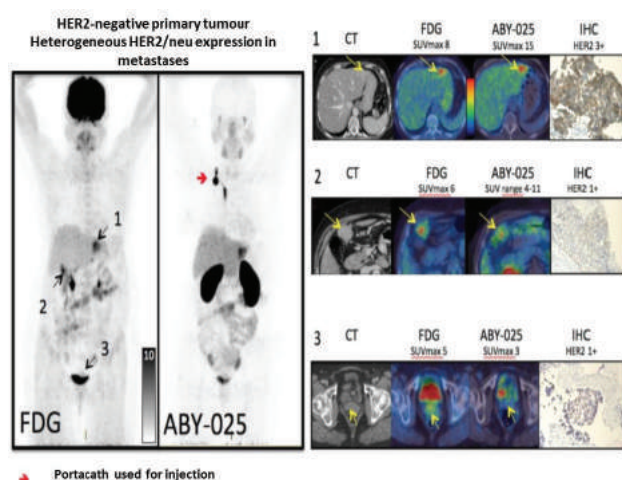 HER2-negative primary tumour
Heterogeneous HER2/neu expression in
metastases
1
2
3
10
FDG
ABY-025
Portacath used for injection
1
CT
FDG
SUVmax 8
ABY-025
SUVmax 15
IHC
HER2 3+
2
CT
FDG
SUVmax 6
ABY-025
SUV range 4-11
IHC
HER2 1+
3
CT
FDG
SUVmax 5
ABY-025
SUVmax 3
IHC
HER2 1+